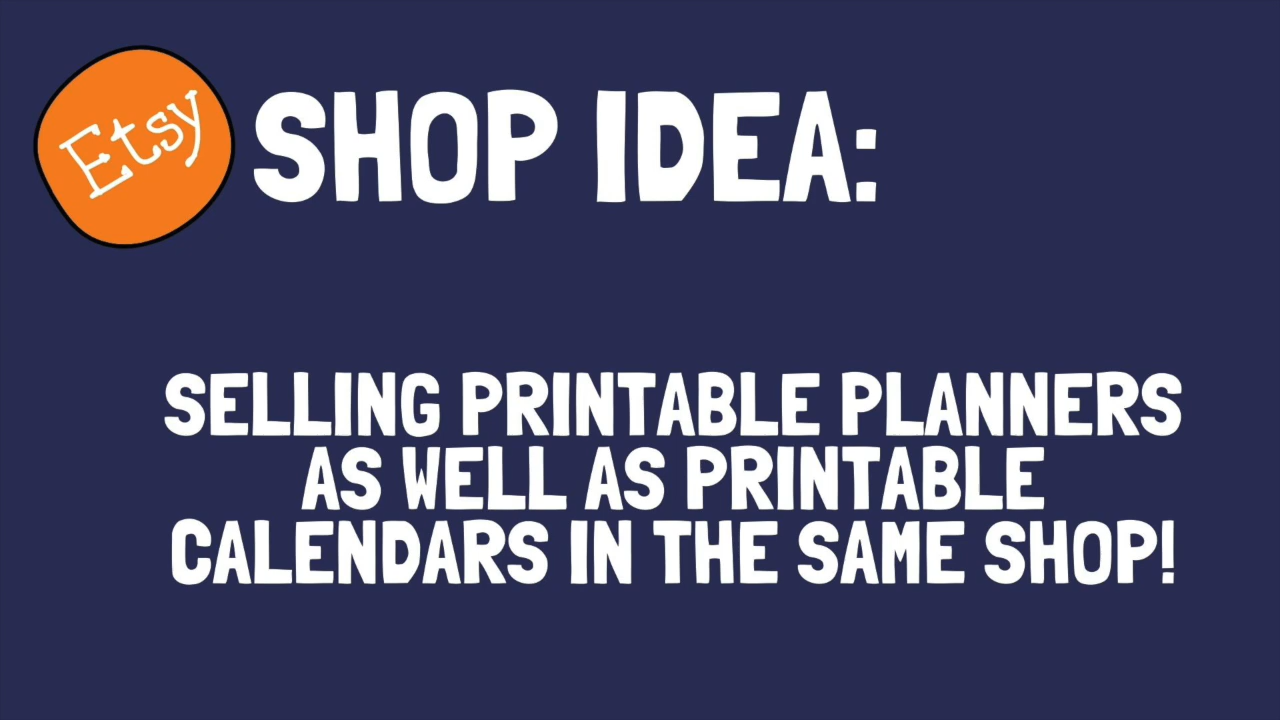 Etsy SHOP IDEA:
SELLING PRINTABLE PLANNERS
AS WELL AS PRINTABLE
CALENDARS IN THE SAME SHOP!